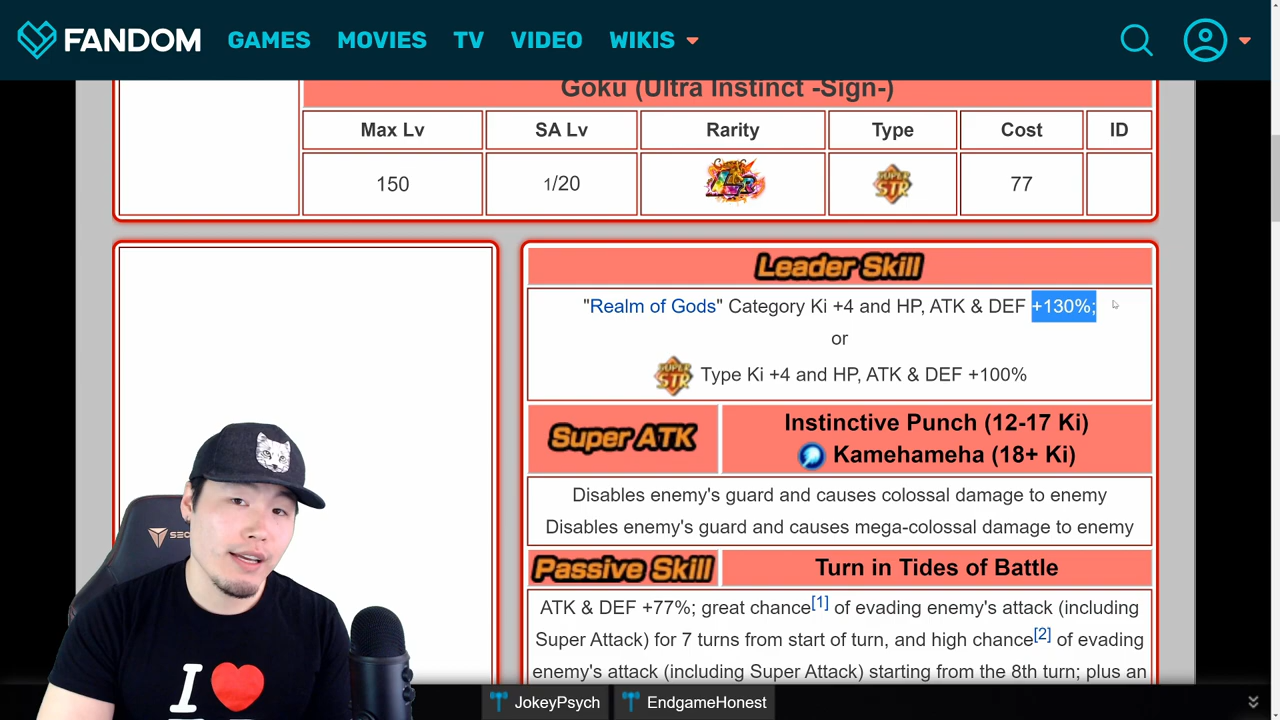 FANDOM GAMES MOVIES TV VIDEO WIKIS
Goku (Ultra Instinct -Sign-)
Max Lv SA Lv Rarity Type Cost ID
150 1/20 LR SUPER STR 77
Leader Skill
"Realm of Gods" Category Ki +4 and HP, ATK & DEF +130%;
or
SUPER STR Type Ki +4 and HP, ATK & DEF +100%
Super ATK
Instinctive Punch (12-17 Ki)
Kamehameha (18+ Ki)
Disables enemy's guard and causes colossal damage to enemy
Disables enemy's guard and causes mega-colossal damage to enemy
Passive Skill
Turn in Tides of Battle
ATK & DEF +77%; great chance[1] of evading enemy's attack (including
Super Attack) for 7 turns from start of turn, and high chance[2] of evading
enemy's attack (including Super Attack) starting from the 8th turn; plus an
I
JokeyPsych EndgameHonest